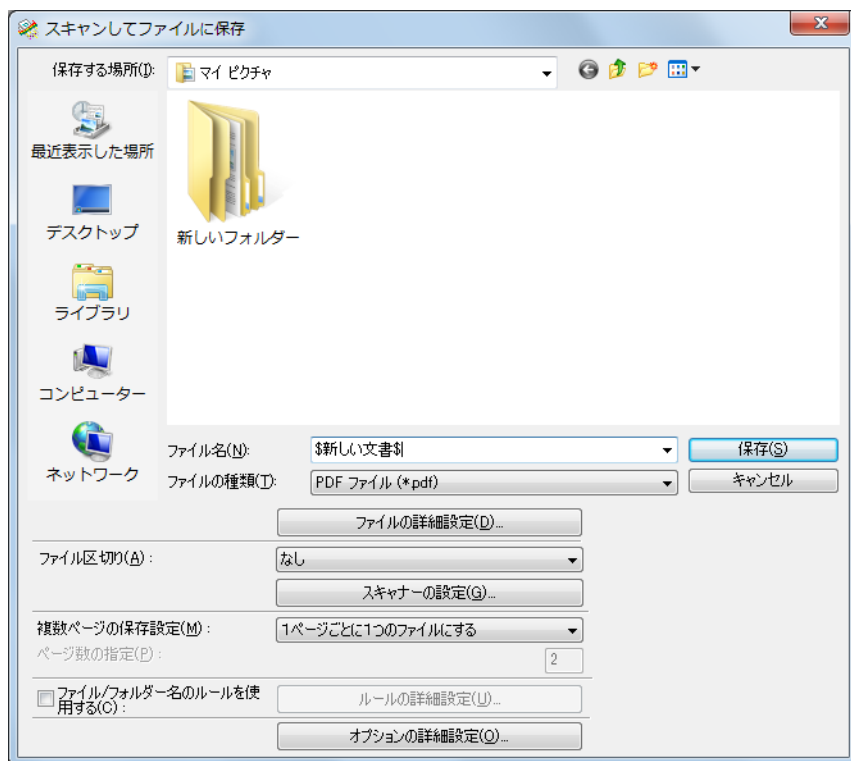 スキャンしてファイルに保存
保存する場所(I):
マイ ピクチャ
最近表示した場所
デスクトップ
ライブラリ
コンピューター
ネットワーク
新しいフォルダー
ファイル名(N):
$新しい文書$
保存(S)
ファイルの種類(T):
PDF ファイル (*.pdf)
キャンセル
ファイルの詳細設定(D)...
ファイル区切り(A) :
なし
スキャナーの設定(G)...
複数ページの保存設定(M) :
1ページごとに1つのファイルにする
ページ数の指定(P) :
2
ファイル/フォルダー名のルールを使
用する(C) :
ルールの詳細設定(U)...
オプションの詳細設定(O)...